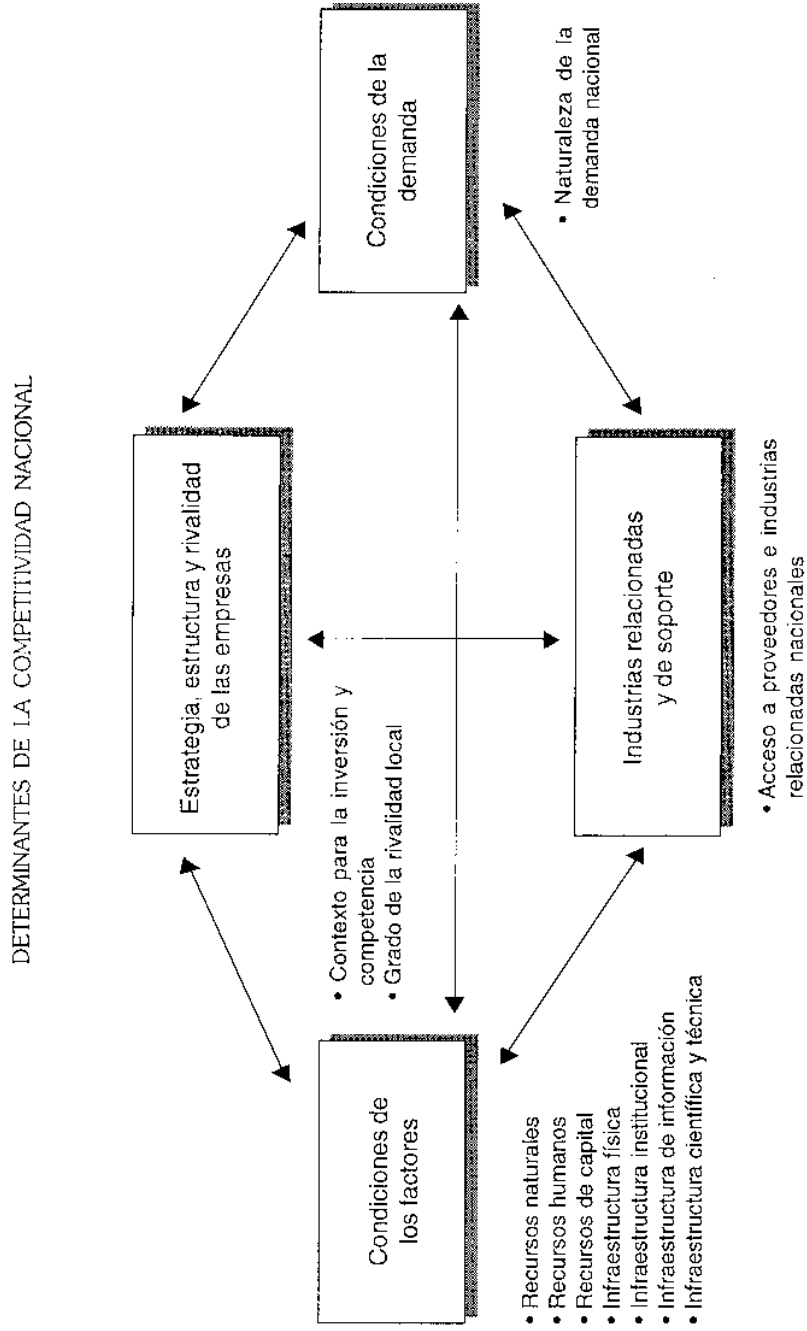 DETERMINANTES DE LA COMPETITIVIDAD NACIONAL
Estrategia, estructura y rivalidad
de las empresas
• Contexto para la inversión y
competencia
• Grado de la rivalidad local
Condiciones de
los factores
• Recursos naturales
• Recursos humanos
• Recursos de capital
• Infraestructura física
• Infraestructura institucional
• Infraestructura de información
• Infraestructura científica y técnica
Condiciones de la
demanda
• Naturaleza de la
demanda nacional
Industrias relacionadas
y de soporte
• Acceso a proveedores e industrias
relacionadas nacionales